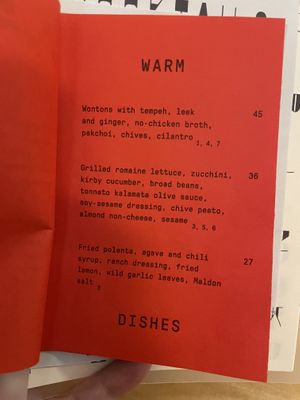 WARM
Wontons with tempeh, leek 45
and ginger, no-chicken broth,
pakchoi, chives, cilantro 1, 4, 7
Grilled romaine lettuce, zucchini, 36
kirby cucumber, broad beans,
tonnato kalamata olive sauce,
soy-sesame dressing, chive pesto,
almond non-cheese, sesame 3, 5, 6
Fried polenta, agave and chili 27
syrup, ranch dressing, fried
lemon, wild garlic leaves, Maldon
salt
DISHES